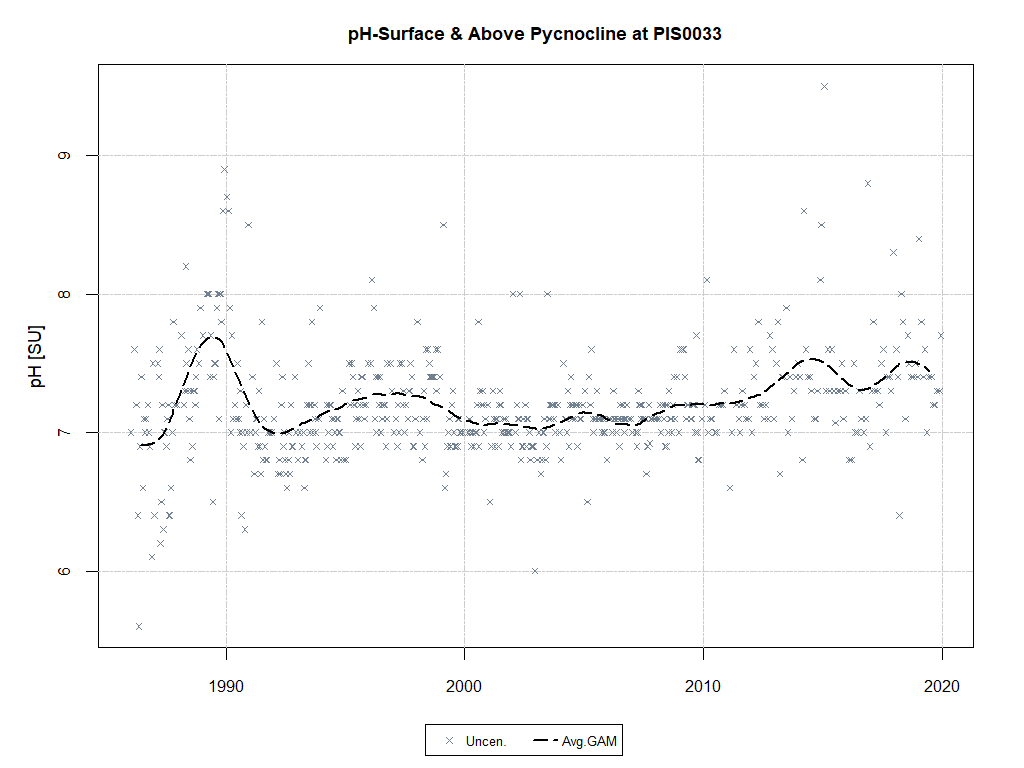 pH-Surface & Above Pycnocline at PIS0033
pH [SU]
9
8
7
6
1990
2000
2010
2020
Uncen.
Avg.GAM